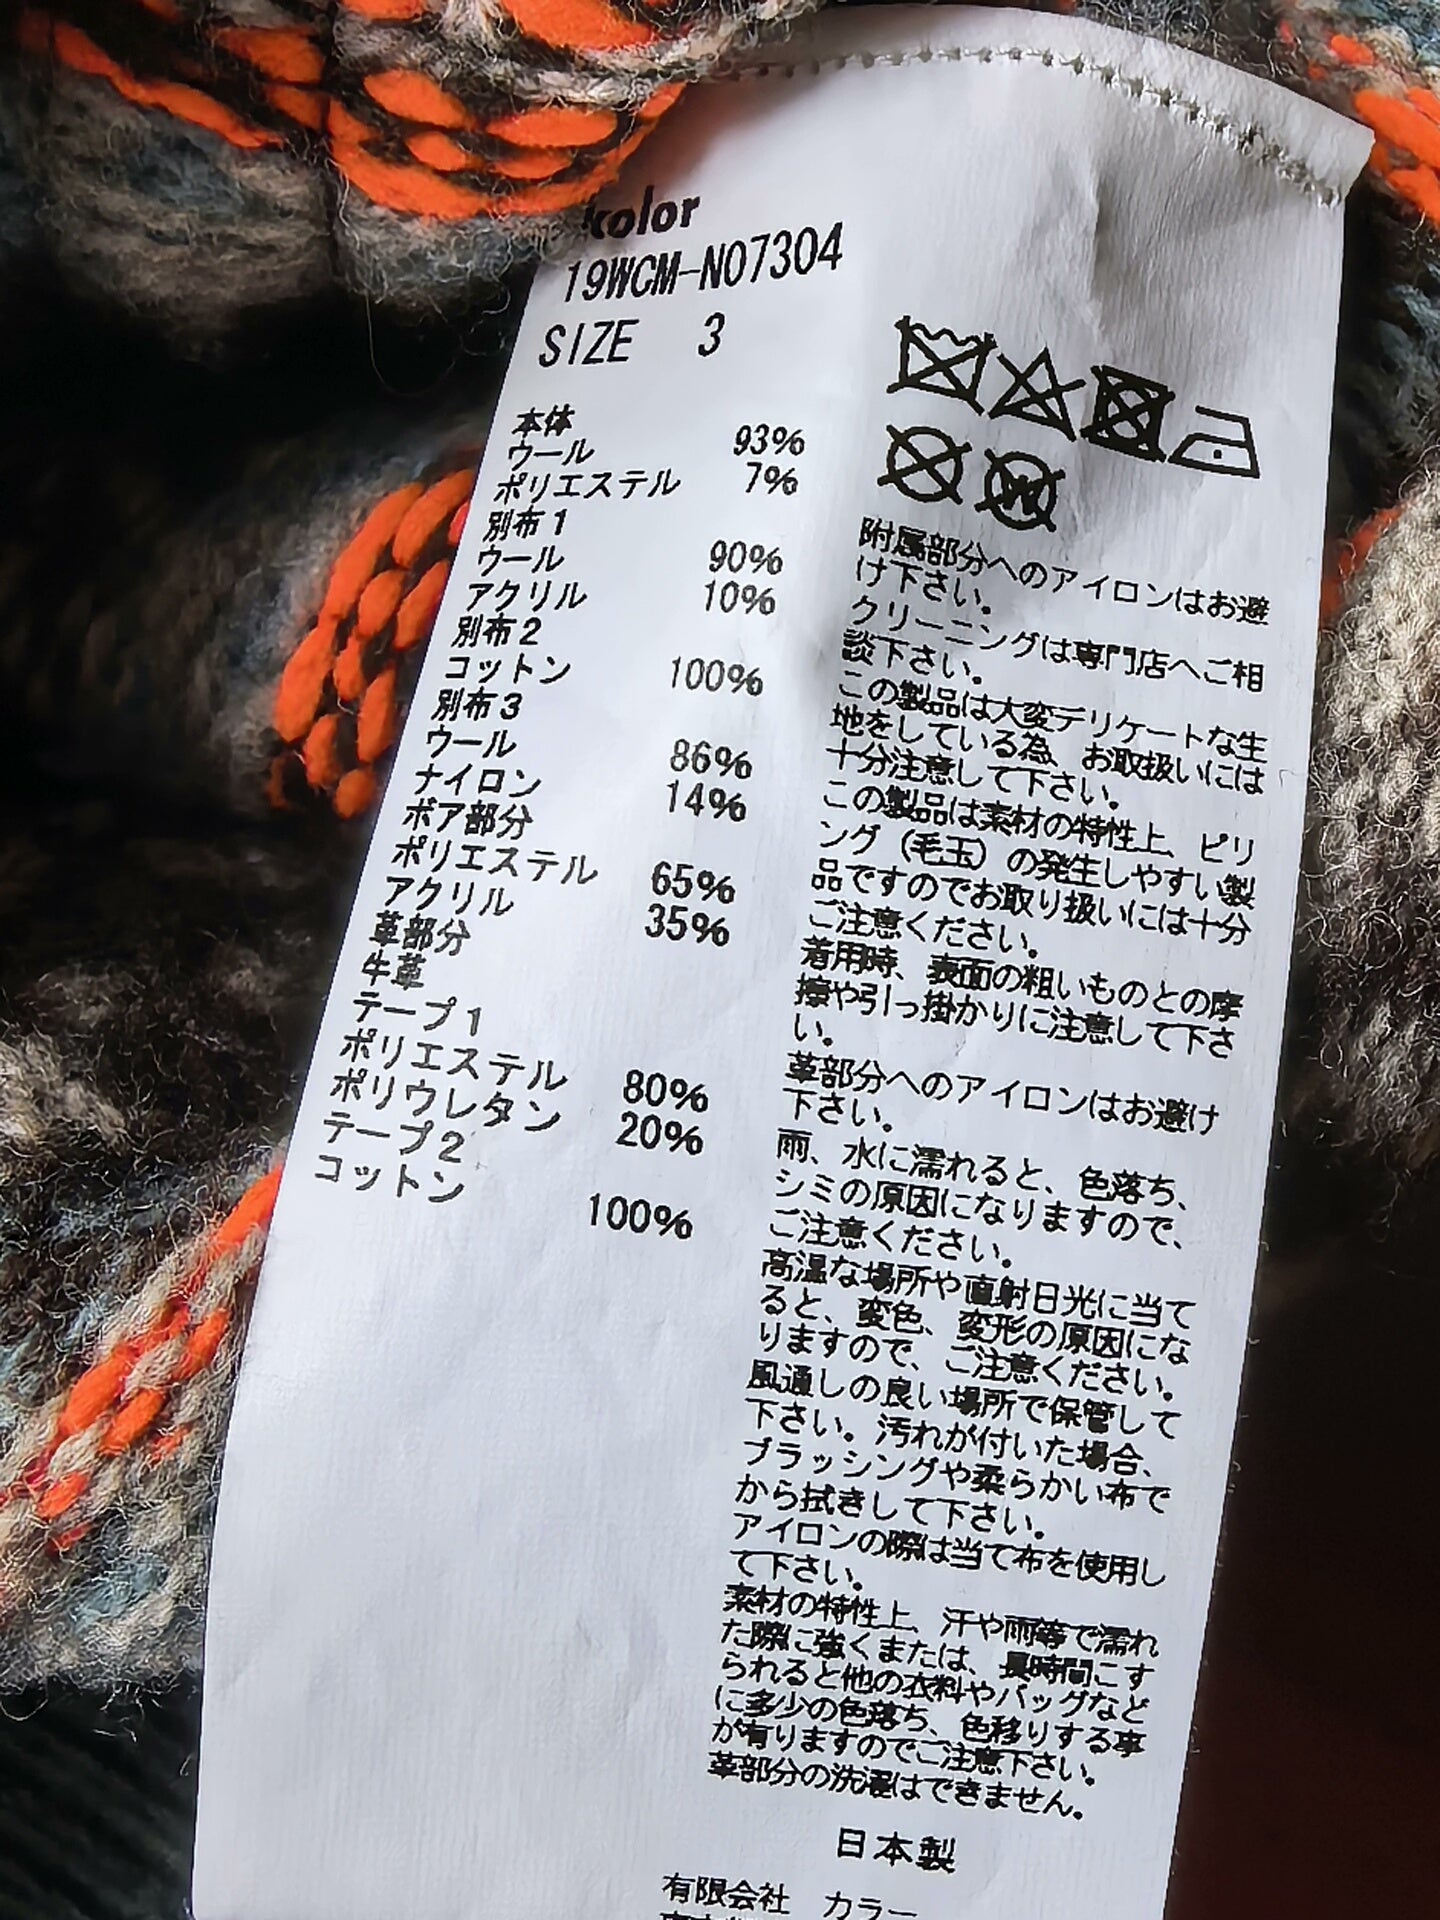 kolor
19WCM-N07304
SIZE 3
本体
ウール 93%
ポリエステル 7%
別布1
ウール 90%
アクリル 10%
別布2
コットン 100%
別布3
ウール 86%
ナイロン 14%
ボア部分
ポリエステル 65%
アクリル 35%
革部分
牛革
テープ1
ポリエステル 80%
ポリウレタン 20%
テープ2
コットン 100%
W
附属部分へのアイロンはお避
け下さい。
クリーニングは専門店へご相
談下さい。
この製品は大変デリケートな生
地をしている為、お取扱いには
十分注意して下さい。
この製品は素材の特性上、ピリ
ング（毛玉）の発生しやすい製
品ですのでお取り扱いには十分
ご注意ください。
着用時、表面の粗いものとの摩
擦や引っ掛かりに注意して下さ
い。
革部分へのアイロンはお避け
下さい。
雨、水に濡れると、色落ち、
シミの原因になりますので、
ご注意ください。
高温な場所や直射日光に当て
ると、変色、変形の原因にな
りますので、ご注意ください。
風通しの良い場所で保管して
下さい。汚れが付いた場合、
ブラッシングや柔らかい布で
から拭きして下さい。
アイロンの際は当て布を使用し
て下さい。
素材の特性上、汗や雨等で濡れ
た際に強くまたは、長時間こす
られると他の衣料やバッグなど
に多少の色落ち、色移りする事
が有りますのでご注意下さい。
革部分の洗濯はできません。
日本製
有限会社 カラー